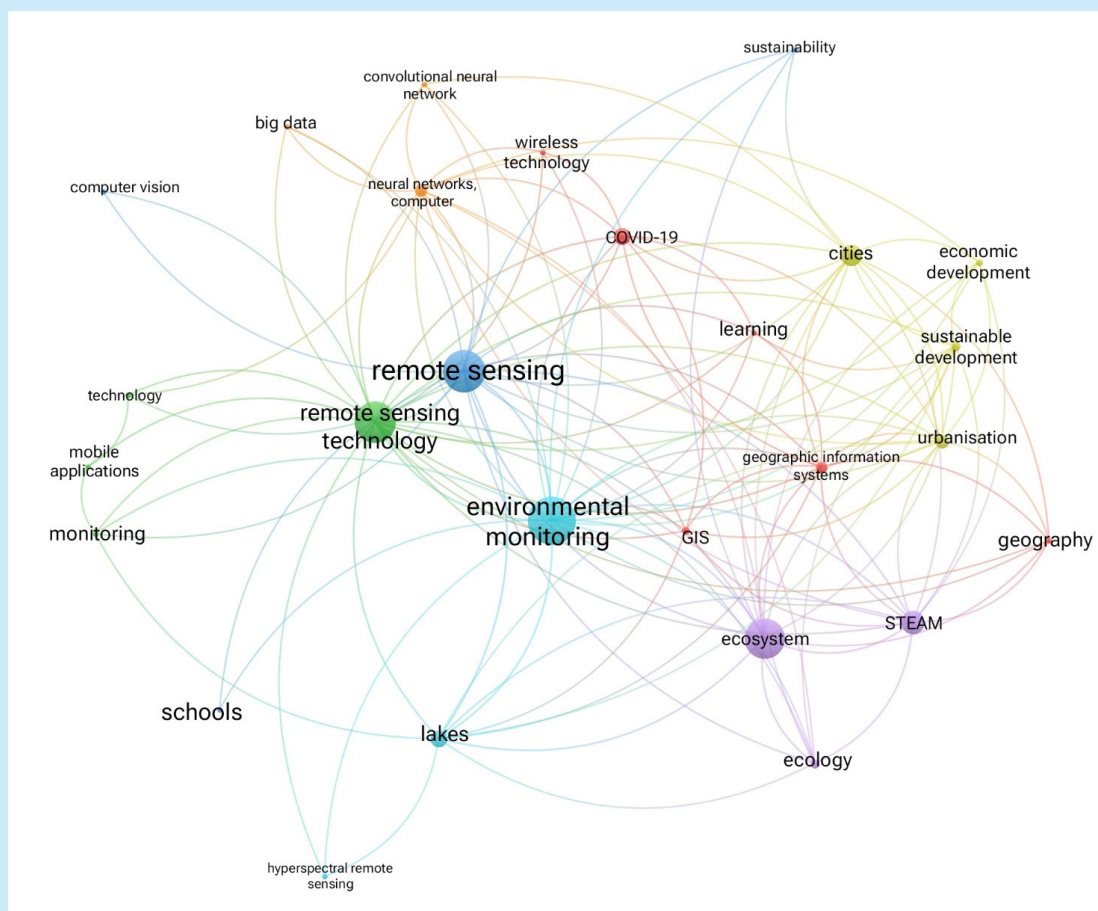 sustainability
convolutional neural
network
big data
wireless
technology
computer vision
neural networks,
computer
COVID-19
cities
economic
development
learning
sustainable
development
remote sensing
technology
remote sensing
technology
mobile
applications
urbanisation
geographic information
systems
environmental
monitoring
monitoring
GIS
geography
STEAM
ecosystem
schools
lakes
ecology
hyperspectral remote
sensing